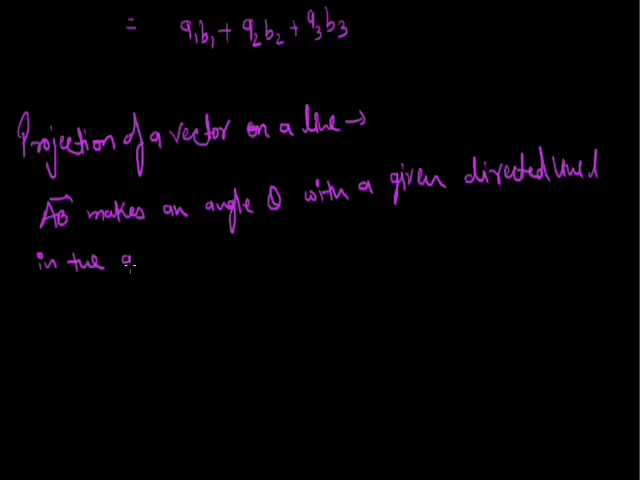 = a₁b₁ + a₂b₂ + a₃b₃
Projection of a vector on a line →
AB makes an angle θ with a given directed line l
in the a